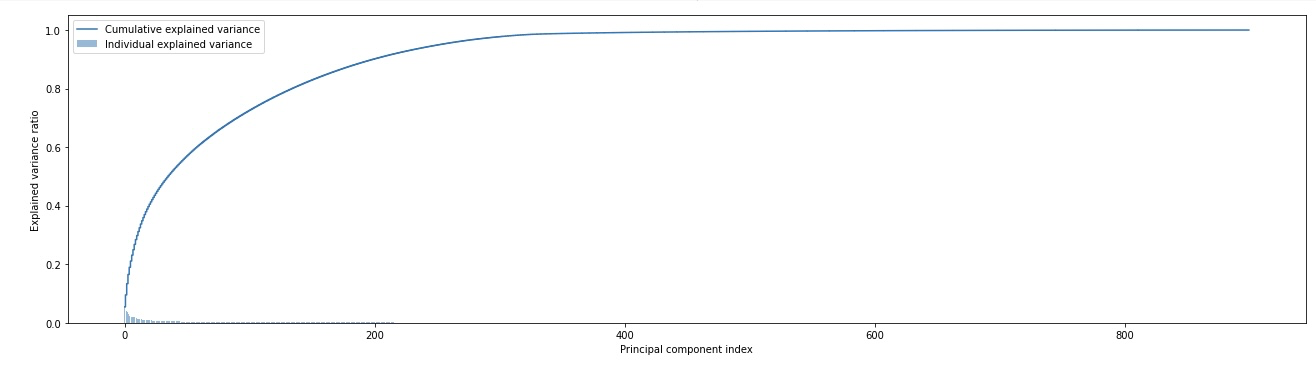 1.0
Cumulative explained variance
Individual explained variance
0.8
0.6
0.4
0.2
0.0
Explained variance ratio
0 200 400 600 800
Principal component index